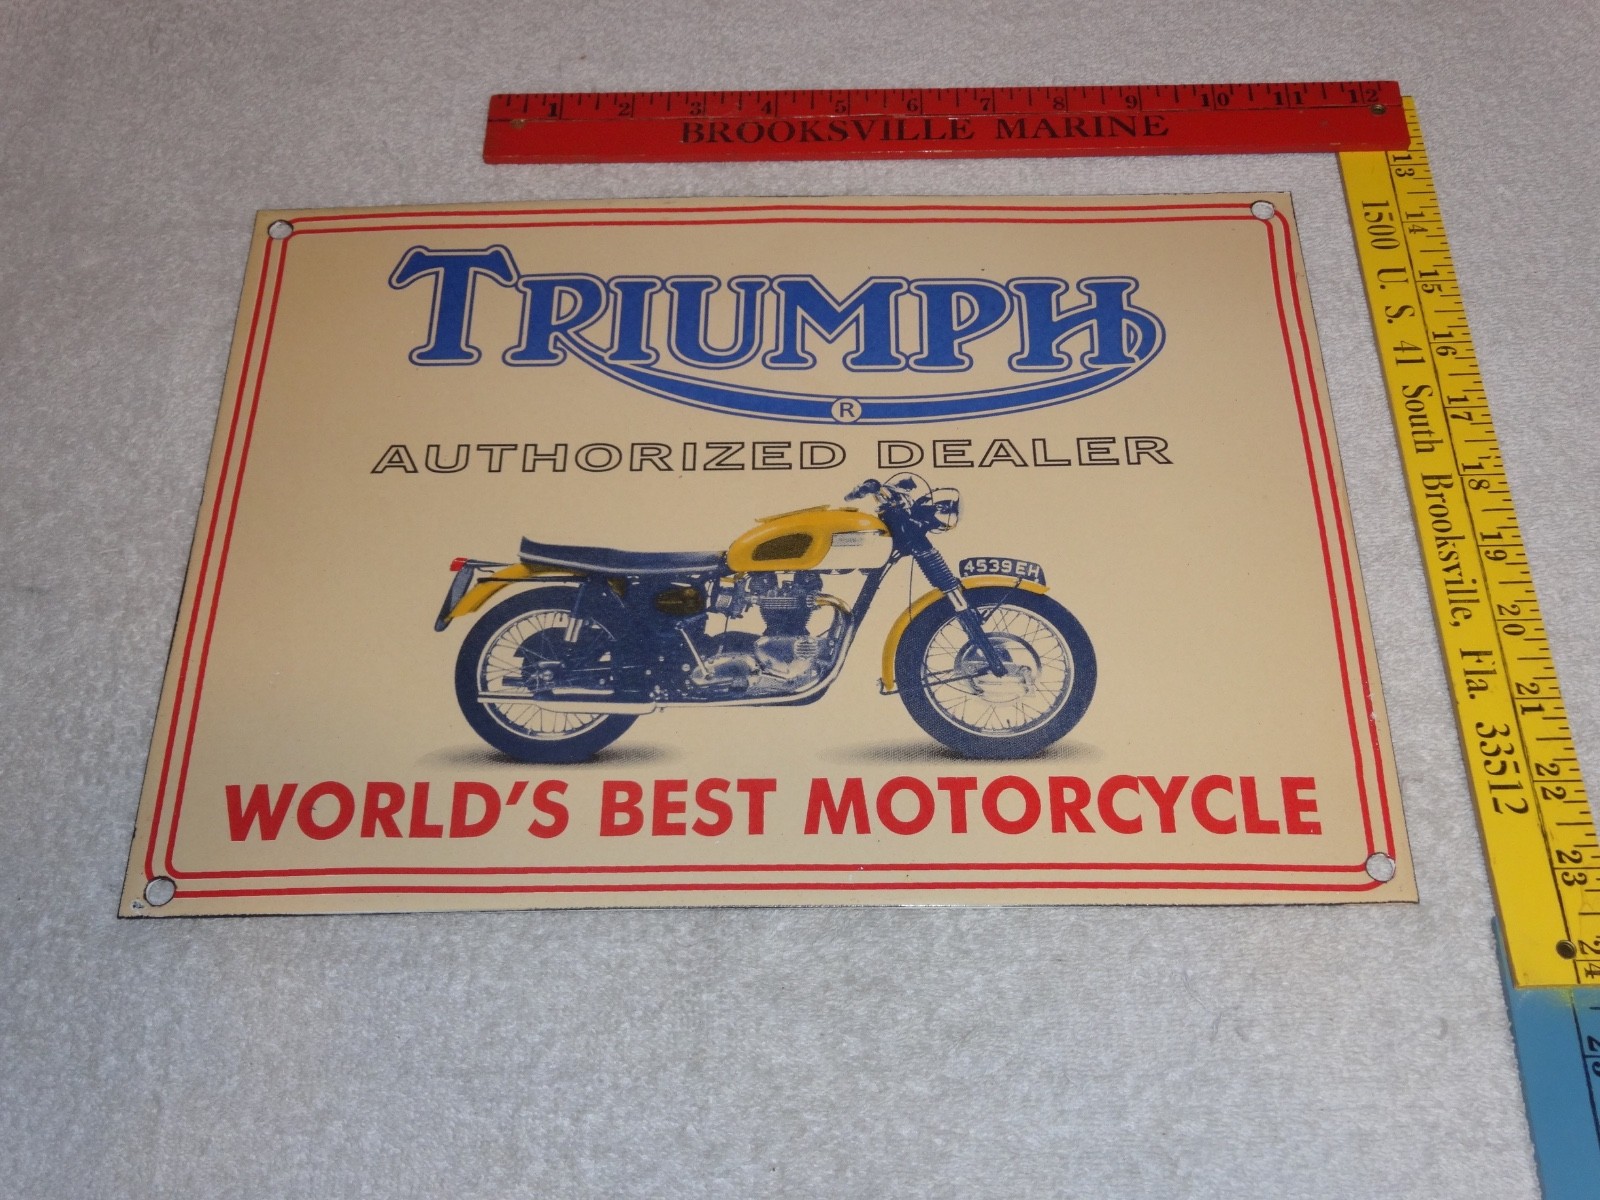 1 2 3 4 5 6 7 8 9 10 11 12
BROOKSVILLE MARINE
13 14 15 16 17 18 19 20 21 22 23 24
1500 U. S. 41 South Brooksville, Fla. 33512
TRIUMPH
R
AUTHORIZED DEALER
4539EH
WORLD'S BEST MOTORCYCLE